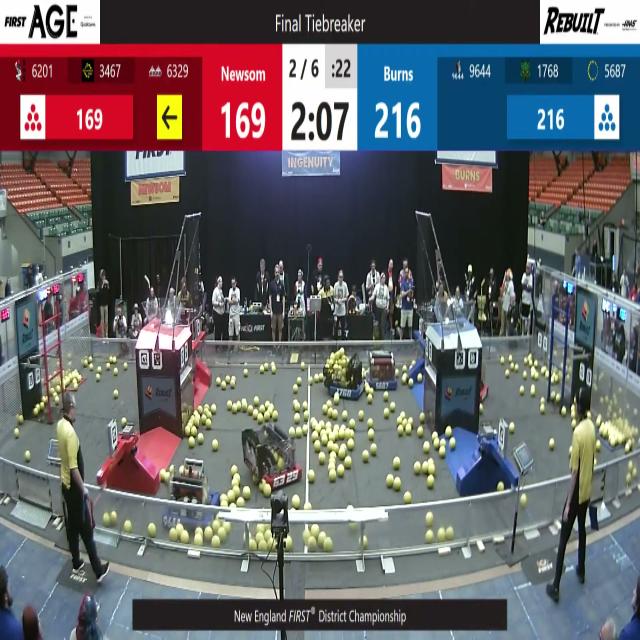 FIRST AGE
Final Tiebreaker
REBUILT
6201 3467 6329
Newsom
2 / 6 :22
Burns
9644 1768 5687
169
169
2:07
216
216
INGENUITY
NEWSOM
BURNS
New England FIRST® District Championship